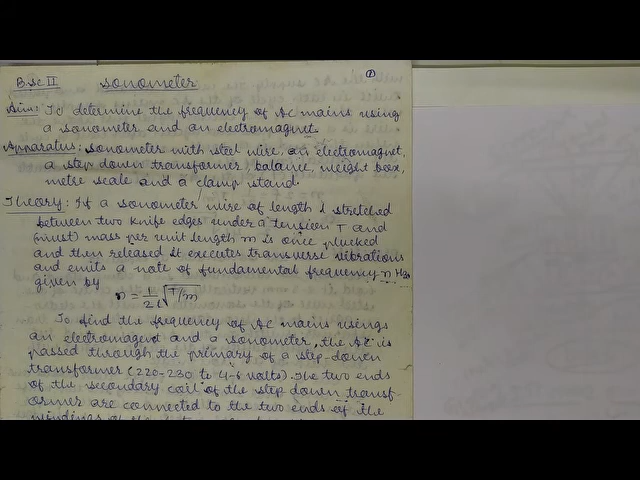 B.Sc II Sonometer ①
Aim: To determine the frequency of AC mains using
a sonometer and an electromagnet.
Apparatus: Sonometer with steel wire, an electromagnet,
a step down transformer, balance, weight box,
metre scale and a clamp stand.
Theory: If a sonometer wire of length l stretched
between two knife edges under a tension T and
mass per unit length m is once plucked
and then released it executes transverse vibrations
and emits a note of fundamental frequency n Hz,
given by
n = 1/2l √T/m
To find the frequency of AC mains usings
an electromagent and a sonometer, the AC is
passed through the primary of a step-down
transformer (220-230 to 4-6 volts) The two ends
of the secondary coil of the step down transf-
ormer are connected to the two ends of the
windings of the